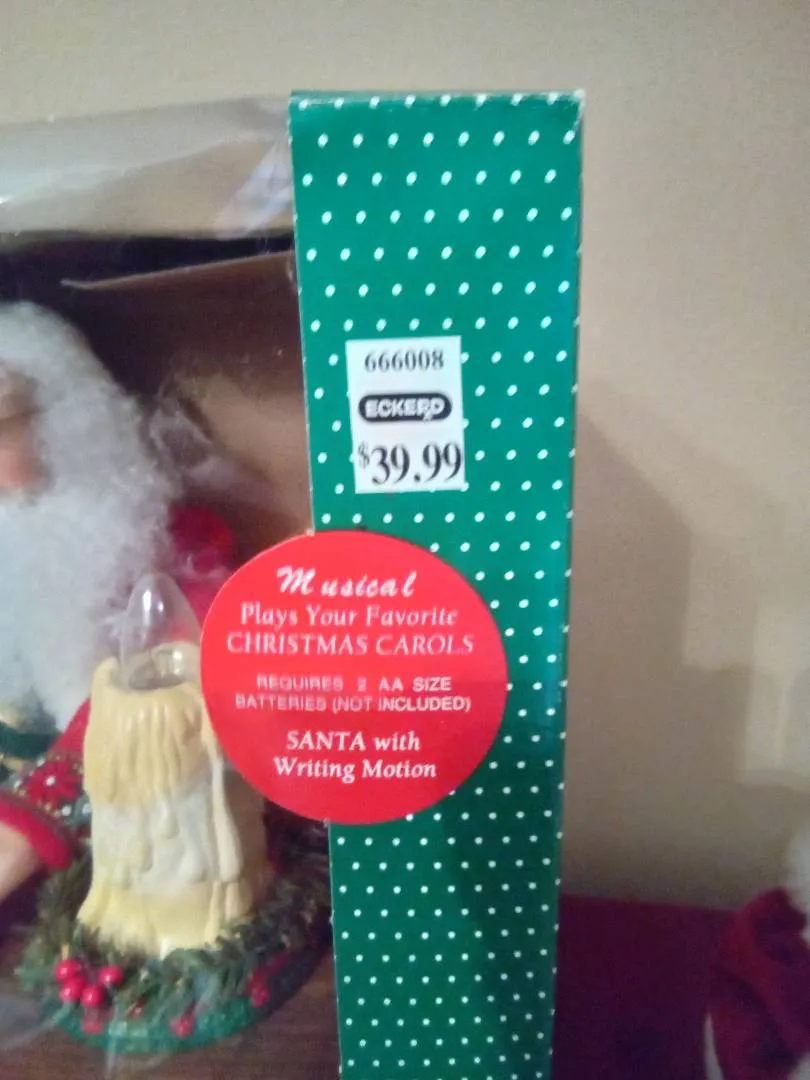 666008
ECKERD
$39.99
Musical
Plays Your Favorite
CHRISTMAS CAROLS
REQUIRES 2 AA SIZE
BATTERIES (NOT INCLUDED)
SANTA with
Writing Motion